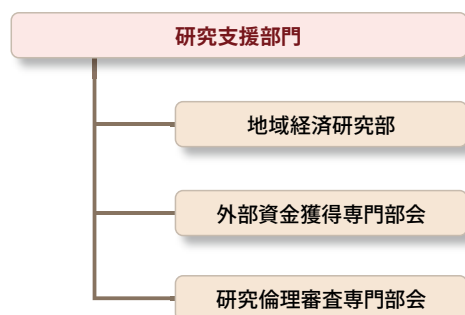 研究支援部門
地域経済研究部
外部資金獲得専門部会
研究倫理審査専門部会